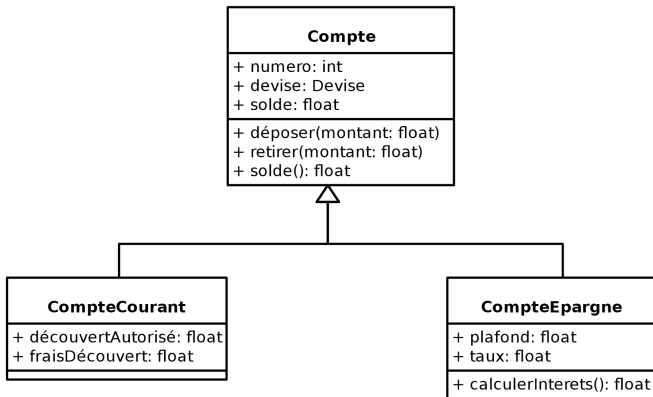 Compte
+ numero: int
+ devise: Devise
+ solde: float
+ déposer(montant: float)
+ retirer(montant: float)
+ solde(): float
CompteCourant
+ découvertAutorisé: float
+ fraisDécouvert: float
CompteEpargne
+ plafond: float
+ taux: float
+ calculerInterets(): float